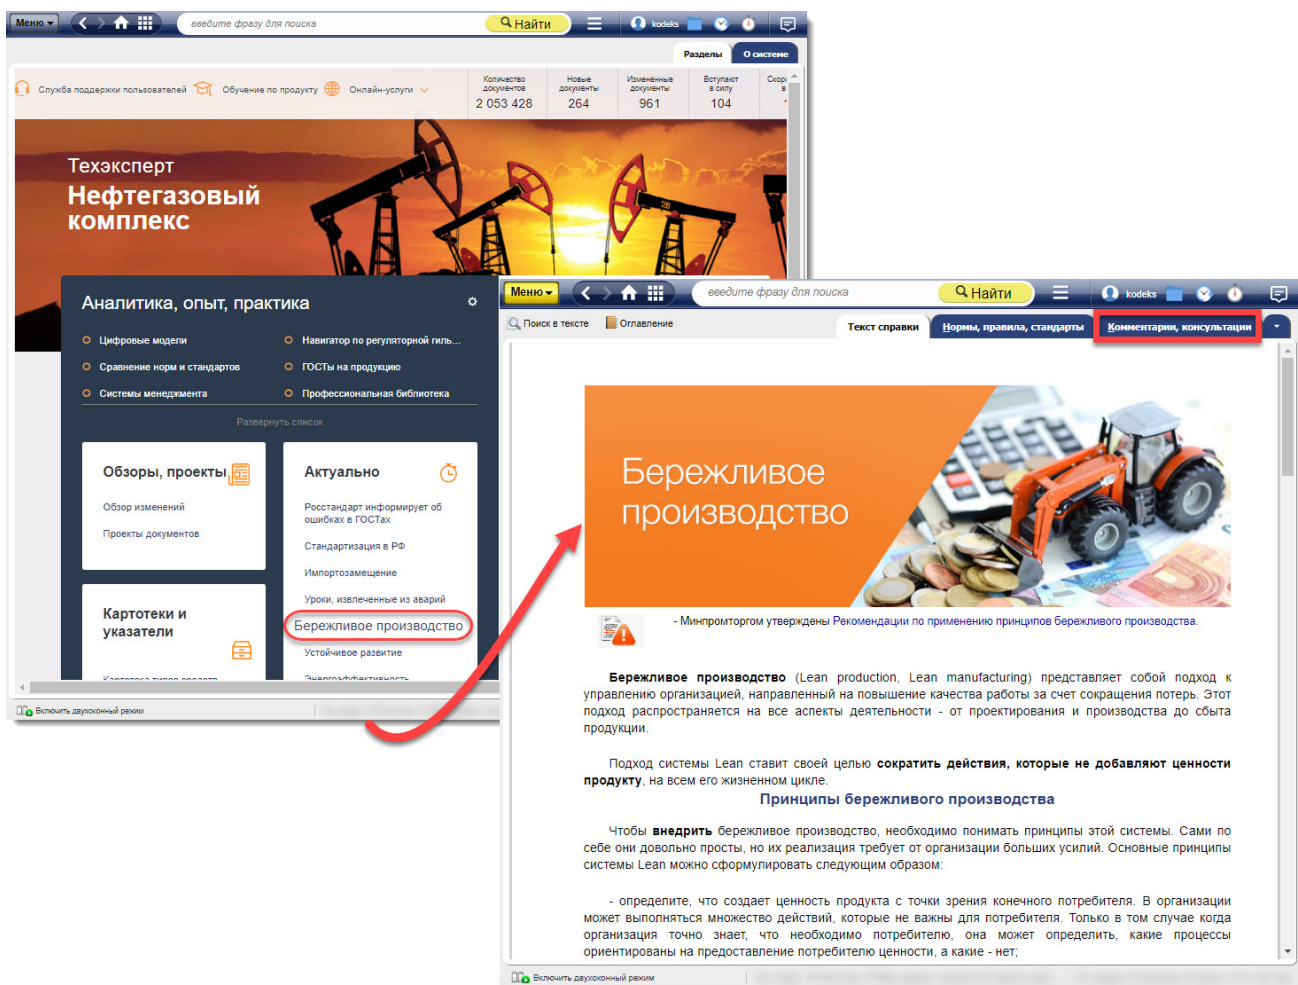 Меню
введите фразу для поиска
Найти
kodeks
Разделы
О системе
Служба поддержки пользователей
Обучение по продукту
Онлайн-услуги
Количество
документов
2 053 428
Новые
документы
264
Измененные
документы
961
Вступают
в силу
104
Техэксперт
Нефтегазовый
комплекс
Аналитика, опыт, практика
Цифровые модели
Навигатор по регуляторной гиль...
Сравнение норм и стандартов
ГОСТы на продукцию
Системы менеджмента
Профессиональная библиотека
Развернуть список
Обзоры, проекты
Обзор изменений
Проекты документов
Картотеки и
указатели
Актуально
Росстандарт информирует об
ошибках в ГОСТах
Стандартизация в РФ
Импортозамещение
Уроки, извлеченные из аварий
Бережливое производство
Устойчивое развитие
Энергоэффективность
Включить двухоконный режим
Меню
введите фразу для поиска
Найти
kodeks
Поиск в тексте
Оглавление
Текст справки
Нормы, правила, стандарты
Комментарии, консультации
Бережливое
производство
- Минпромторгом утверждены Рекомендации по применению принципов бережливого производства.
Бережливое производство (Lean production, Lean manufacturing) представляет собой подход к
управлению организацией, направленный на повышение качества работы за счет сокращения потерь. Этот
подход распространяется на все аспекты деятельности - от проектирования и производства до сбыта
продукции.
Подход системы Lean ставит своей целью сократить действия, которые не добавляют ценности
продукту, на всем его жизненном цикле.
Принципы бережливого производства
Чтобы внедрить бережливое производство, необходимо понимать принципы этой системы. Сами по
себе они довольно просты, но их реализация требует от организации больших усилий. Основные принципы
системы Lean можно сформулировать следующим образом:
- определите, что создает ценность продукта с точки зрения конечного потребителя. В организации
может выполняться множество действий, которые не важны для потребителя. Только в том случае когда
организация точно знает, что необходимо потребителю, она может определить, какие процессы
ориентированы на предоставление потребителю ценности, а какие - нет;
Включить двухоконный режим